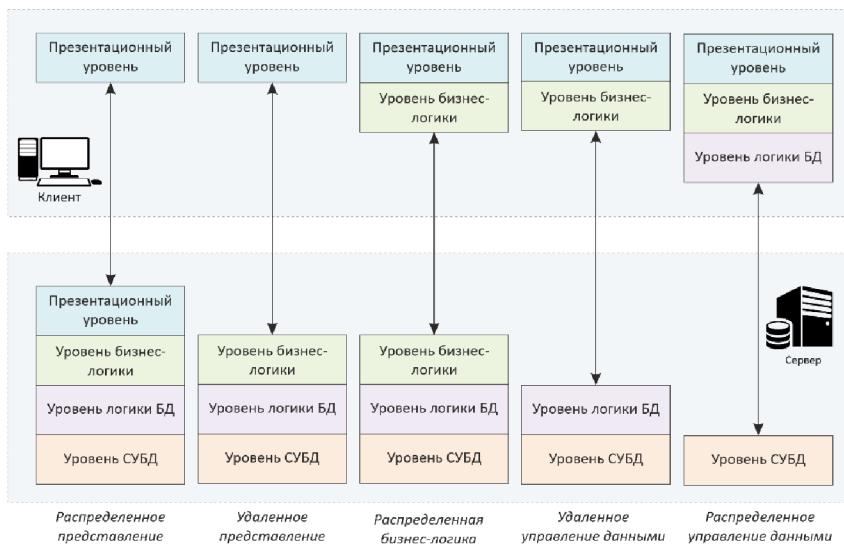 Презентационный
уровень
Презентационный
уровень
Презентационный
уровень
Уровень бизнес-
логики
Презентационный
уровень
Уровень бизнес-
логики
Презентационный
уровень
Уровень бизнес-
логики
Уровень логики БД
Клиент
Презентационный
уровень
Уровень бизнес-
логики
Уровень логики БД
Уровень СУБД
Уровень бизнес-
логики
Уровень логики БД
Уровень СУБД
Уровень бизнес-
логики
Уровень логики БД
Уровень СУБД
Уровень логики БД
Уровень СУБД
Сервер
Уровень СУБД
Распределенное
представление
Удаленное
представление
Распределенная
бизнес-логика
Удаленное
управление данными
Распределенное
управление данными